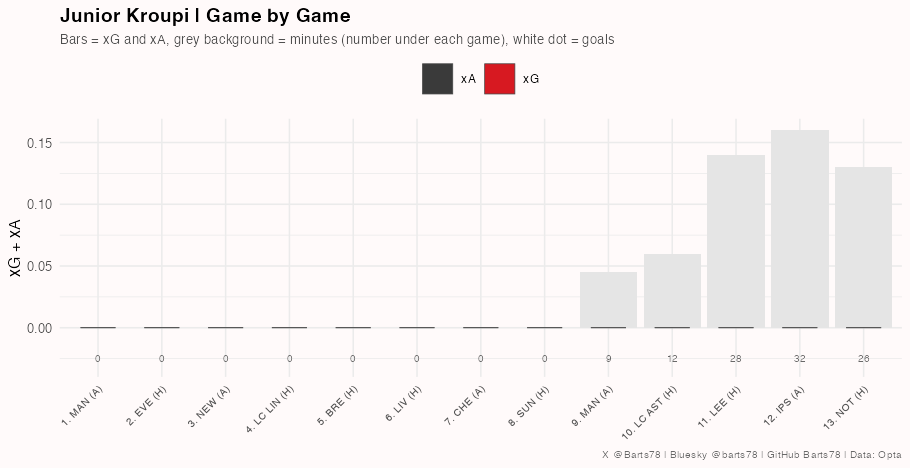 Junior Kroupi | Game by Game
Bars = xG and xA, grey background = minutes (number under each game), white dot = goals
xA xG
xG + xA
0.15
0.10
0.05
0.00
0 0 0 0 0 0 0 0 9 12 28 32 26
1. MAN (A)
2. EVE (H)
3. NEW (A)
4. LC LIN (H)
5. BRE (H)
6. LIV (H)
7. CHE (A)
8. SUN (H)
9. MAN (A)
10. LC AST (H)
11. LEE (H)
12. IPS (A)
13. NOT (H)
X @Barts78 | Bluesky @barts78 | GitHub Barts78 | Data: Opta